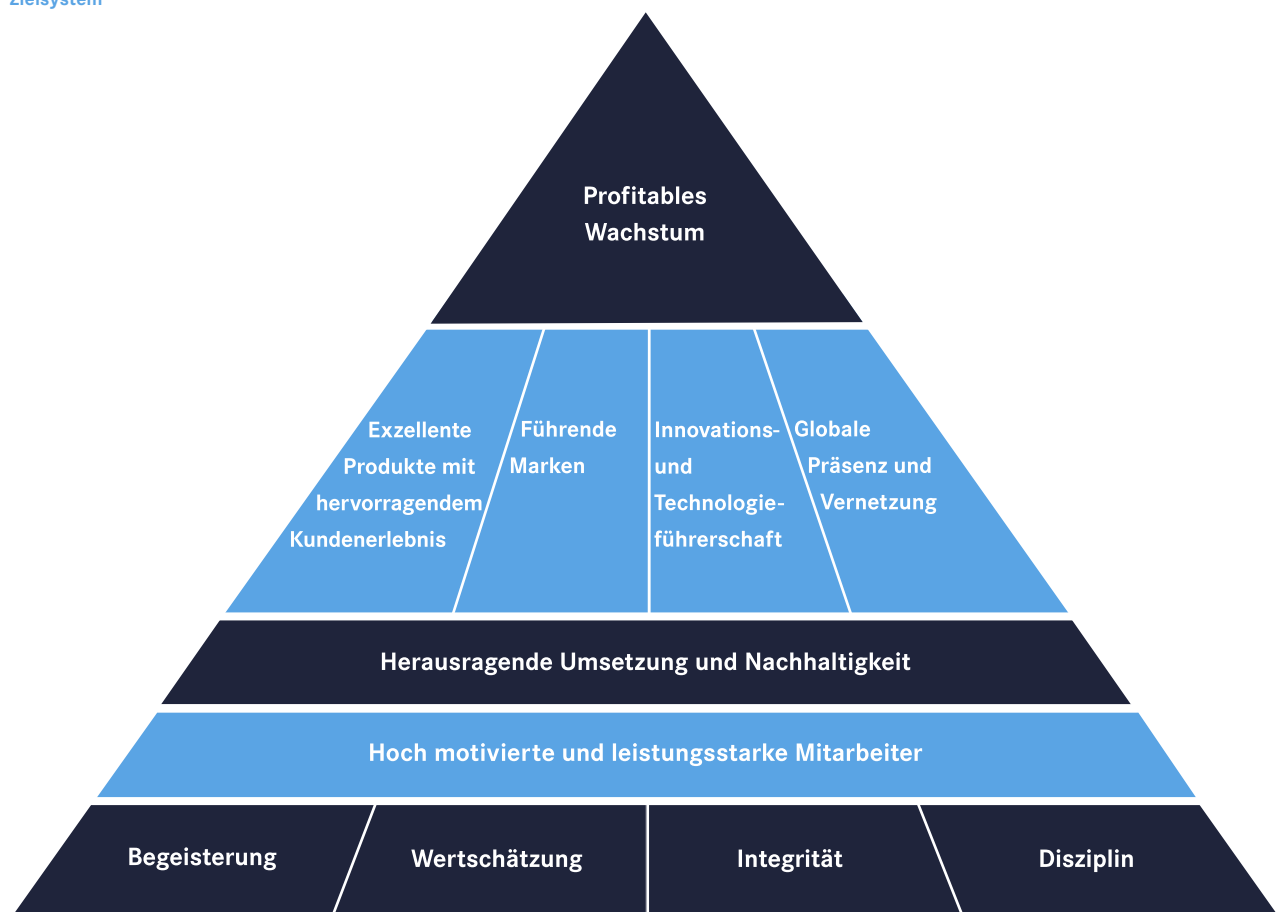 Zielsystem
Profitables
Wachstum
Exzellente
Produkte mit
hervorragendem
Kundenerlebnis
Führende
Marken
Innovations-
und
Technologie-
führerschaft
Globale
Präsenz und
Vernetzung
Herausragende Umsetzung und Nachhaltigkeit
Hoch motivierte und leistungsstarke Mitarbeiter
Begeisterung
Wertschätzung
Integrität
Disziplin